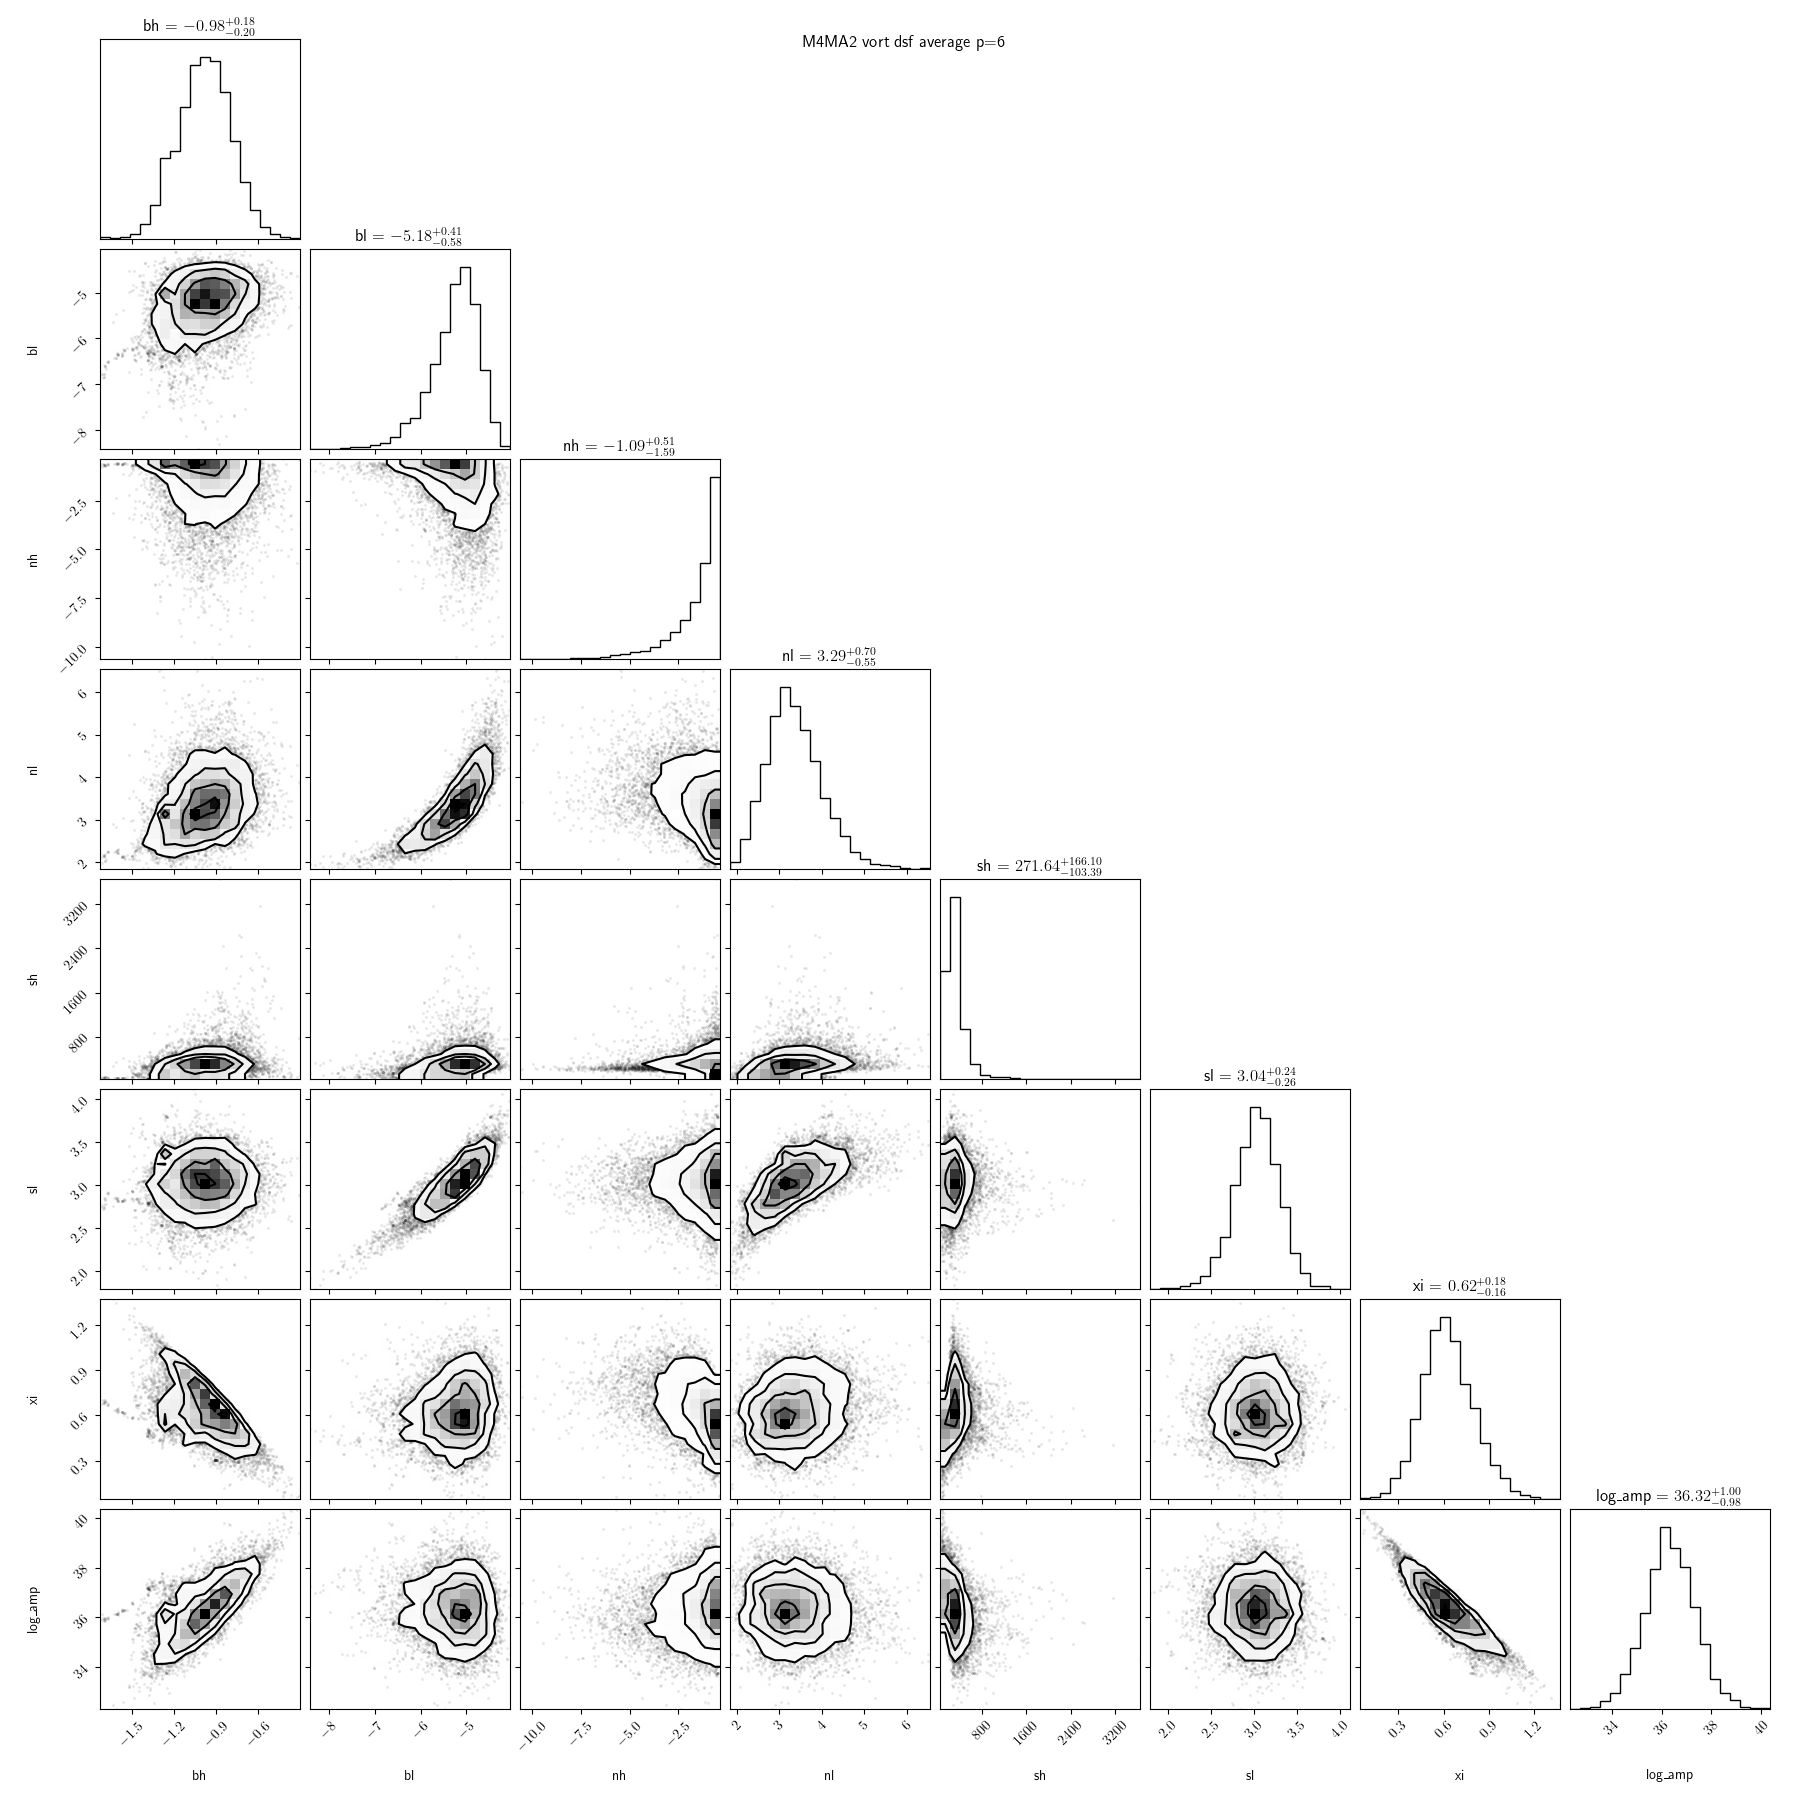 bh = −0.98+0.18−0.20
M4MA2 vort dsf average p=6
bl = −5.18+0.41−0.58
bl
−5
−6
−7
−8
nh = −1.09+0.51−1.59
nh
−2.5
−5.0
−7.5
−10.0
nl = 3.29+0.70−0.55
nl
6
5
4
3
2
sh = 271.64+166.10−103.39
sh
3200
2400
1600
800
sl = 3.04+0.24−0.26
sl
4.0
3.5
3.0
2.5
2.0
xi = 0.62+0.18−0.16
xi
1.2
0.9
0.6
0.3
log_amp = 36.32+1.00−0.98
log_amp
40
38
36
34
−1.5 −1.2 −0.9 −0.6 −8 −7 −6 −5 −10.0 −7.5 −5.0 −2.5 2 3 4 5 6 800 1600 2400 3200 2.0 2.5 3.0 3.5 4.0 0.3 0.6 0.9 1.2 34 36 38 40
bh bl nh nl sh sl xi log_amp